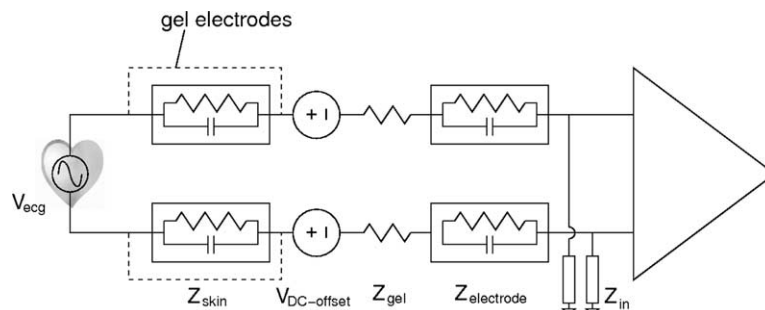 gel electrodes
+ I
V_ecg
+ I
Z_skin
V_DC-offset
Z_gel
Z_electrode
Z_in